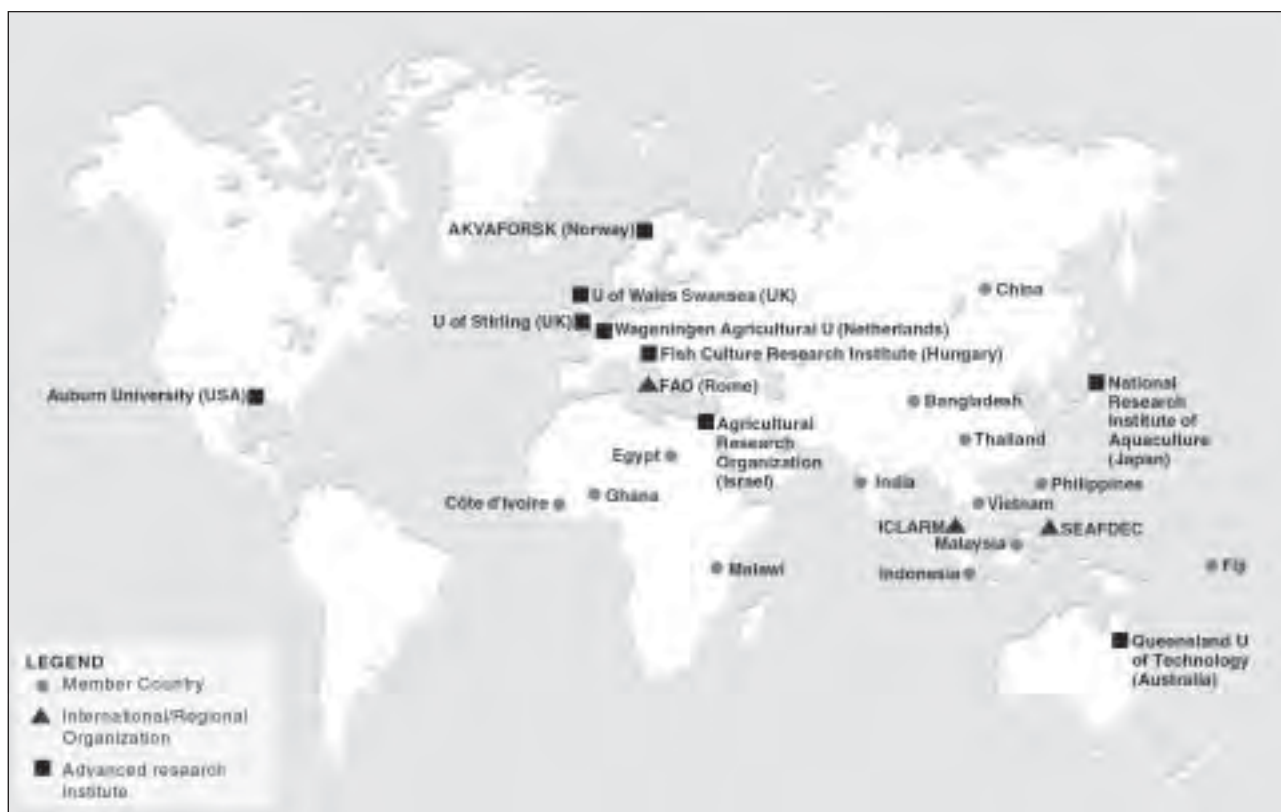 AKVAFORSK (Norway)
U of Wales Swansea (UK)
China
U of Stirling (UK)
Wageningen Agricultural U (Netherlands)
Fish Culture Research Institute (Hungary)
FAO (Rome)
Auburn University (USA)
National
Research
Institute of
Aquaculture
(Japan)
Bangladesh
Agricultural
Research
Organization
(Israel)
Thailand
Egypt
India
Philippines
Côte d'Ivoire
Ghana
Vietnam
ICLARM
SEAFDEC
Malaysia
Malawi
Indonesia
Fiji
Queensland U
of Technology
(Australia)
LEGEND
Member Country
International/Regional
Organization
Advanced research
institute